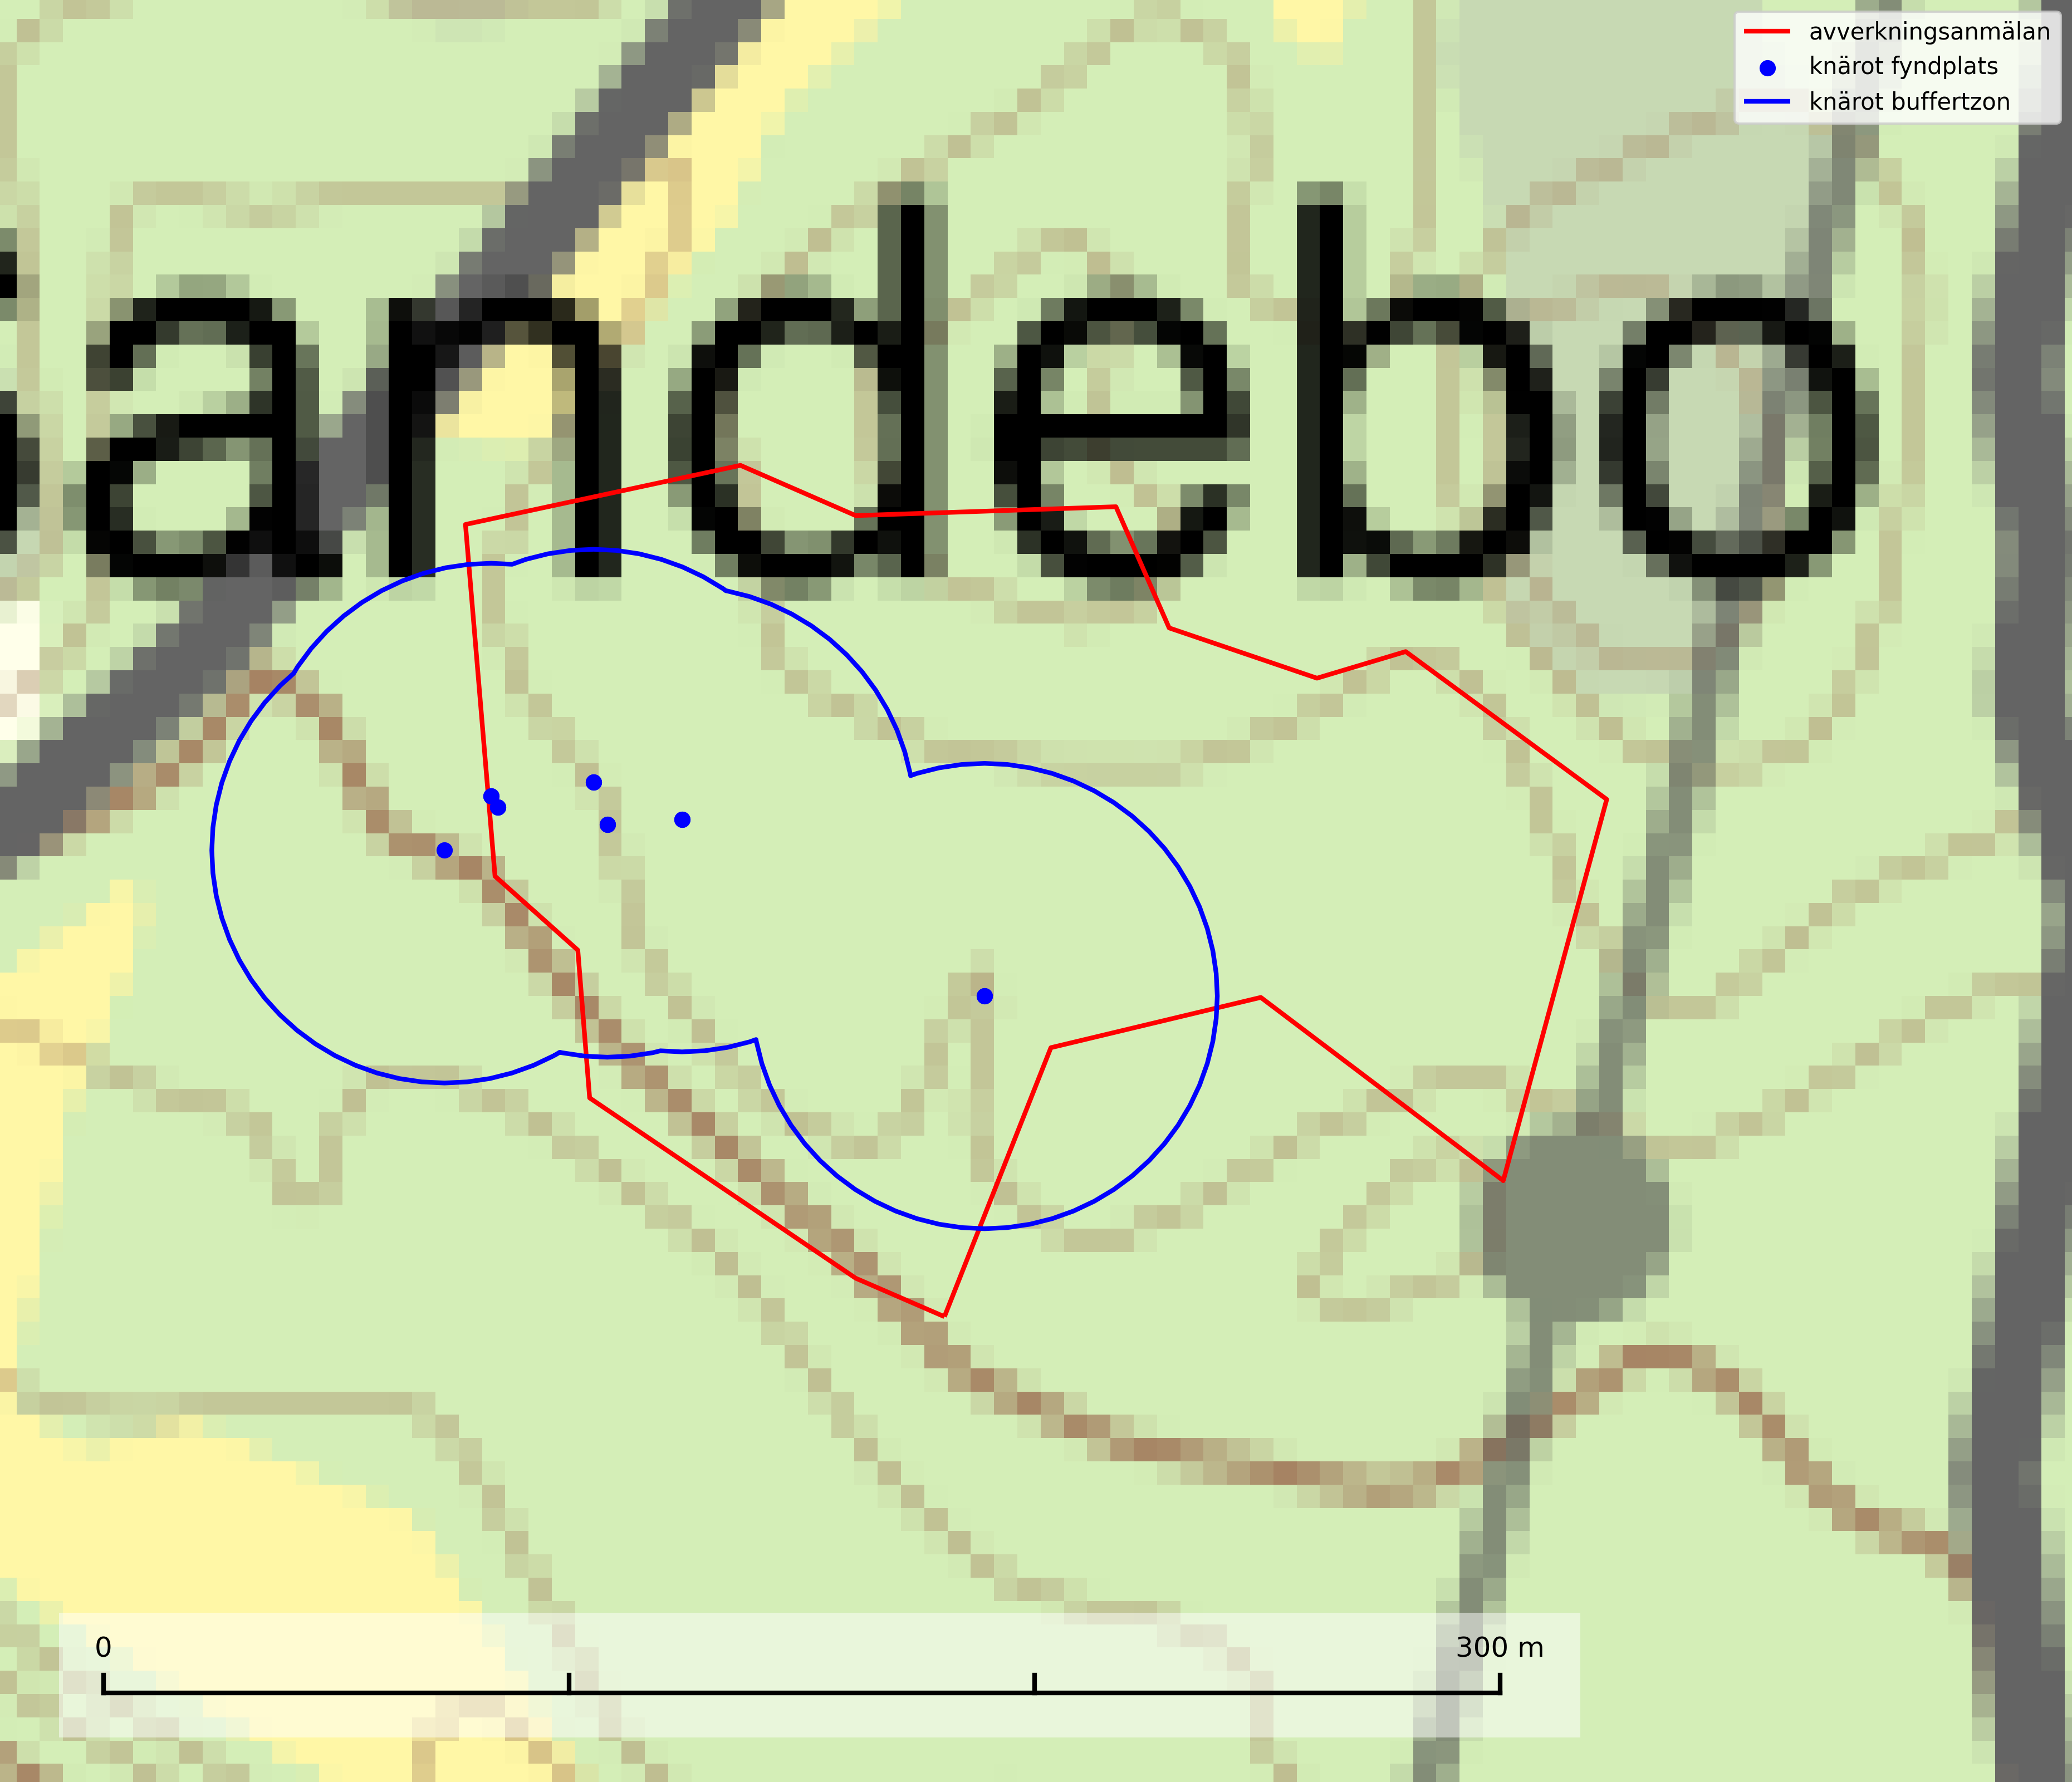 avverkningsanmälan
knärot fyndplats
knärot buffertzon
andebo
0 300 m